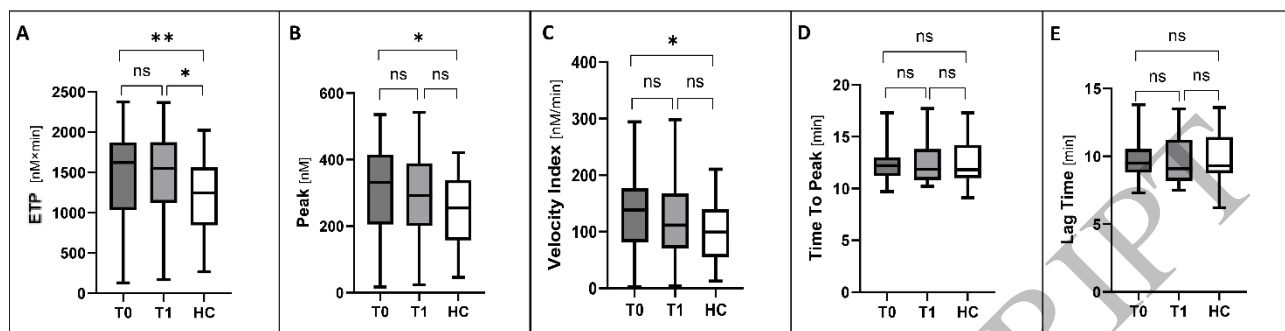 A
**
ns
*
ETP [nM×min]
2500
2000
1500
1000
500
0
T0 T1 HC
B
*
ns
ns
Peak [nM]
600
400
200
0
T0 T1 HC
C
*
ns
ns
Velocity Index [nM/min]
400
300
200
100
0
T0 T1 HC
D
ns
ns
ns
Time To Peak [min]
20
15
10
5
0
T0 T1 HC
E
ns
ns
ns
Lag Time [min]
15
10
5
0
T0 T1 HC
PIPT